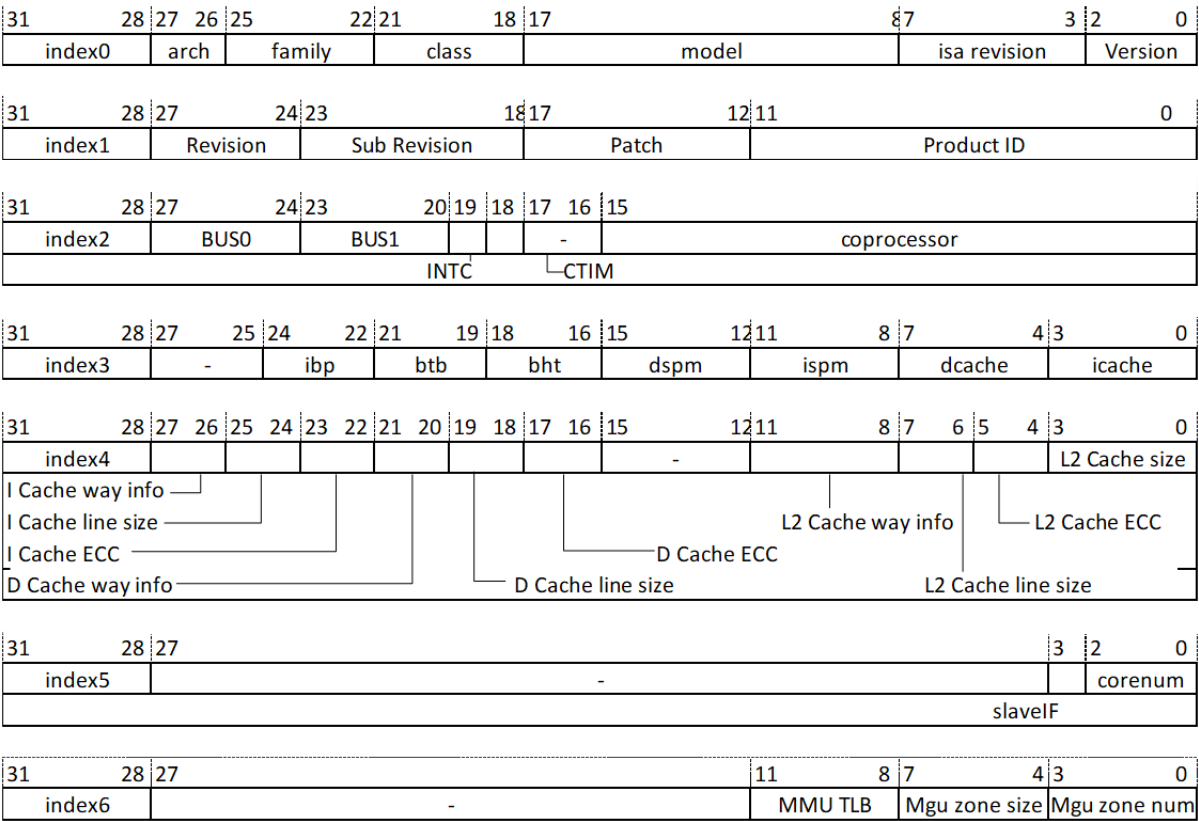 31 28 27 26 25 22 21 18 17 8 7 3 2 0
index0 arch family class model isa revision Version
31 28 27 24 23 18 17 12 11 0
index1 Revision Sub Revision Patch Product ID
31 28 27 24 23 20 19 18 17 16 15
index2 BUS0 BUS1 - coprocessor
INTC CTIM
31 28 27 25 24 22 21 19 18 16 15 12 11 8 7 4 3 0
index3 - ibp btb bht dspm ispm dcache icache
31 28 27 26 25 24 23 22 21 20 19 18 17 16 15 12 11 8 7 6 5 4 3 0
index4 - L2 Cache size
I Cache way info
I Cache line size L2 Cache way info L2 Cache ECC
I Cache ECC D Cache ECC
D Cache way info D Cache line size L2 Cache line size
31 28 27 3 2 0
index5 - corenum
slaveIF
31 28 27 11 8 7 4 3 0
index6 - MMU TLB Mgu zone size Mgu zone num